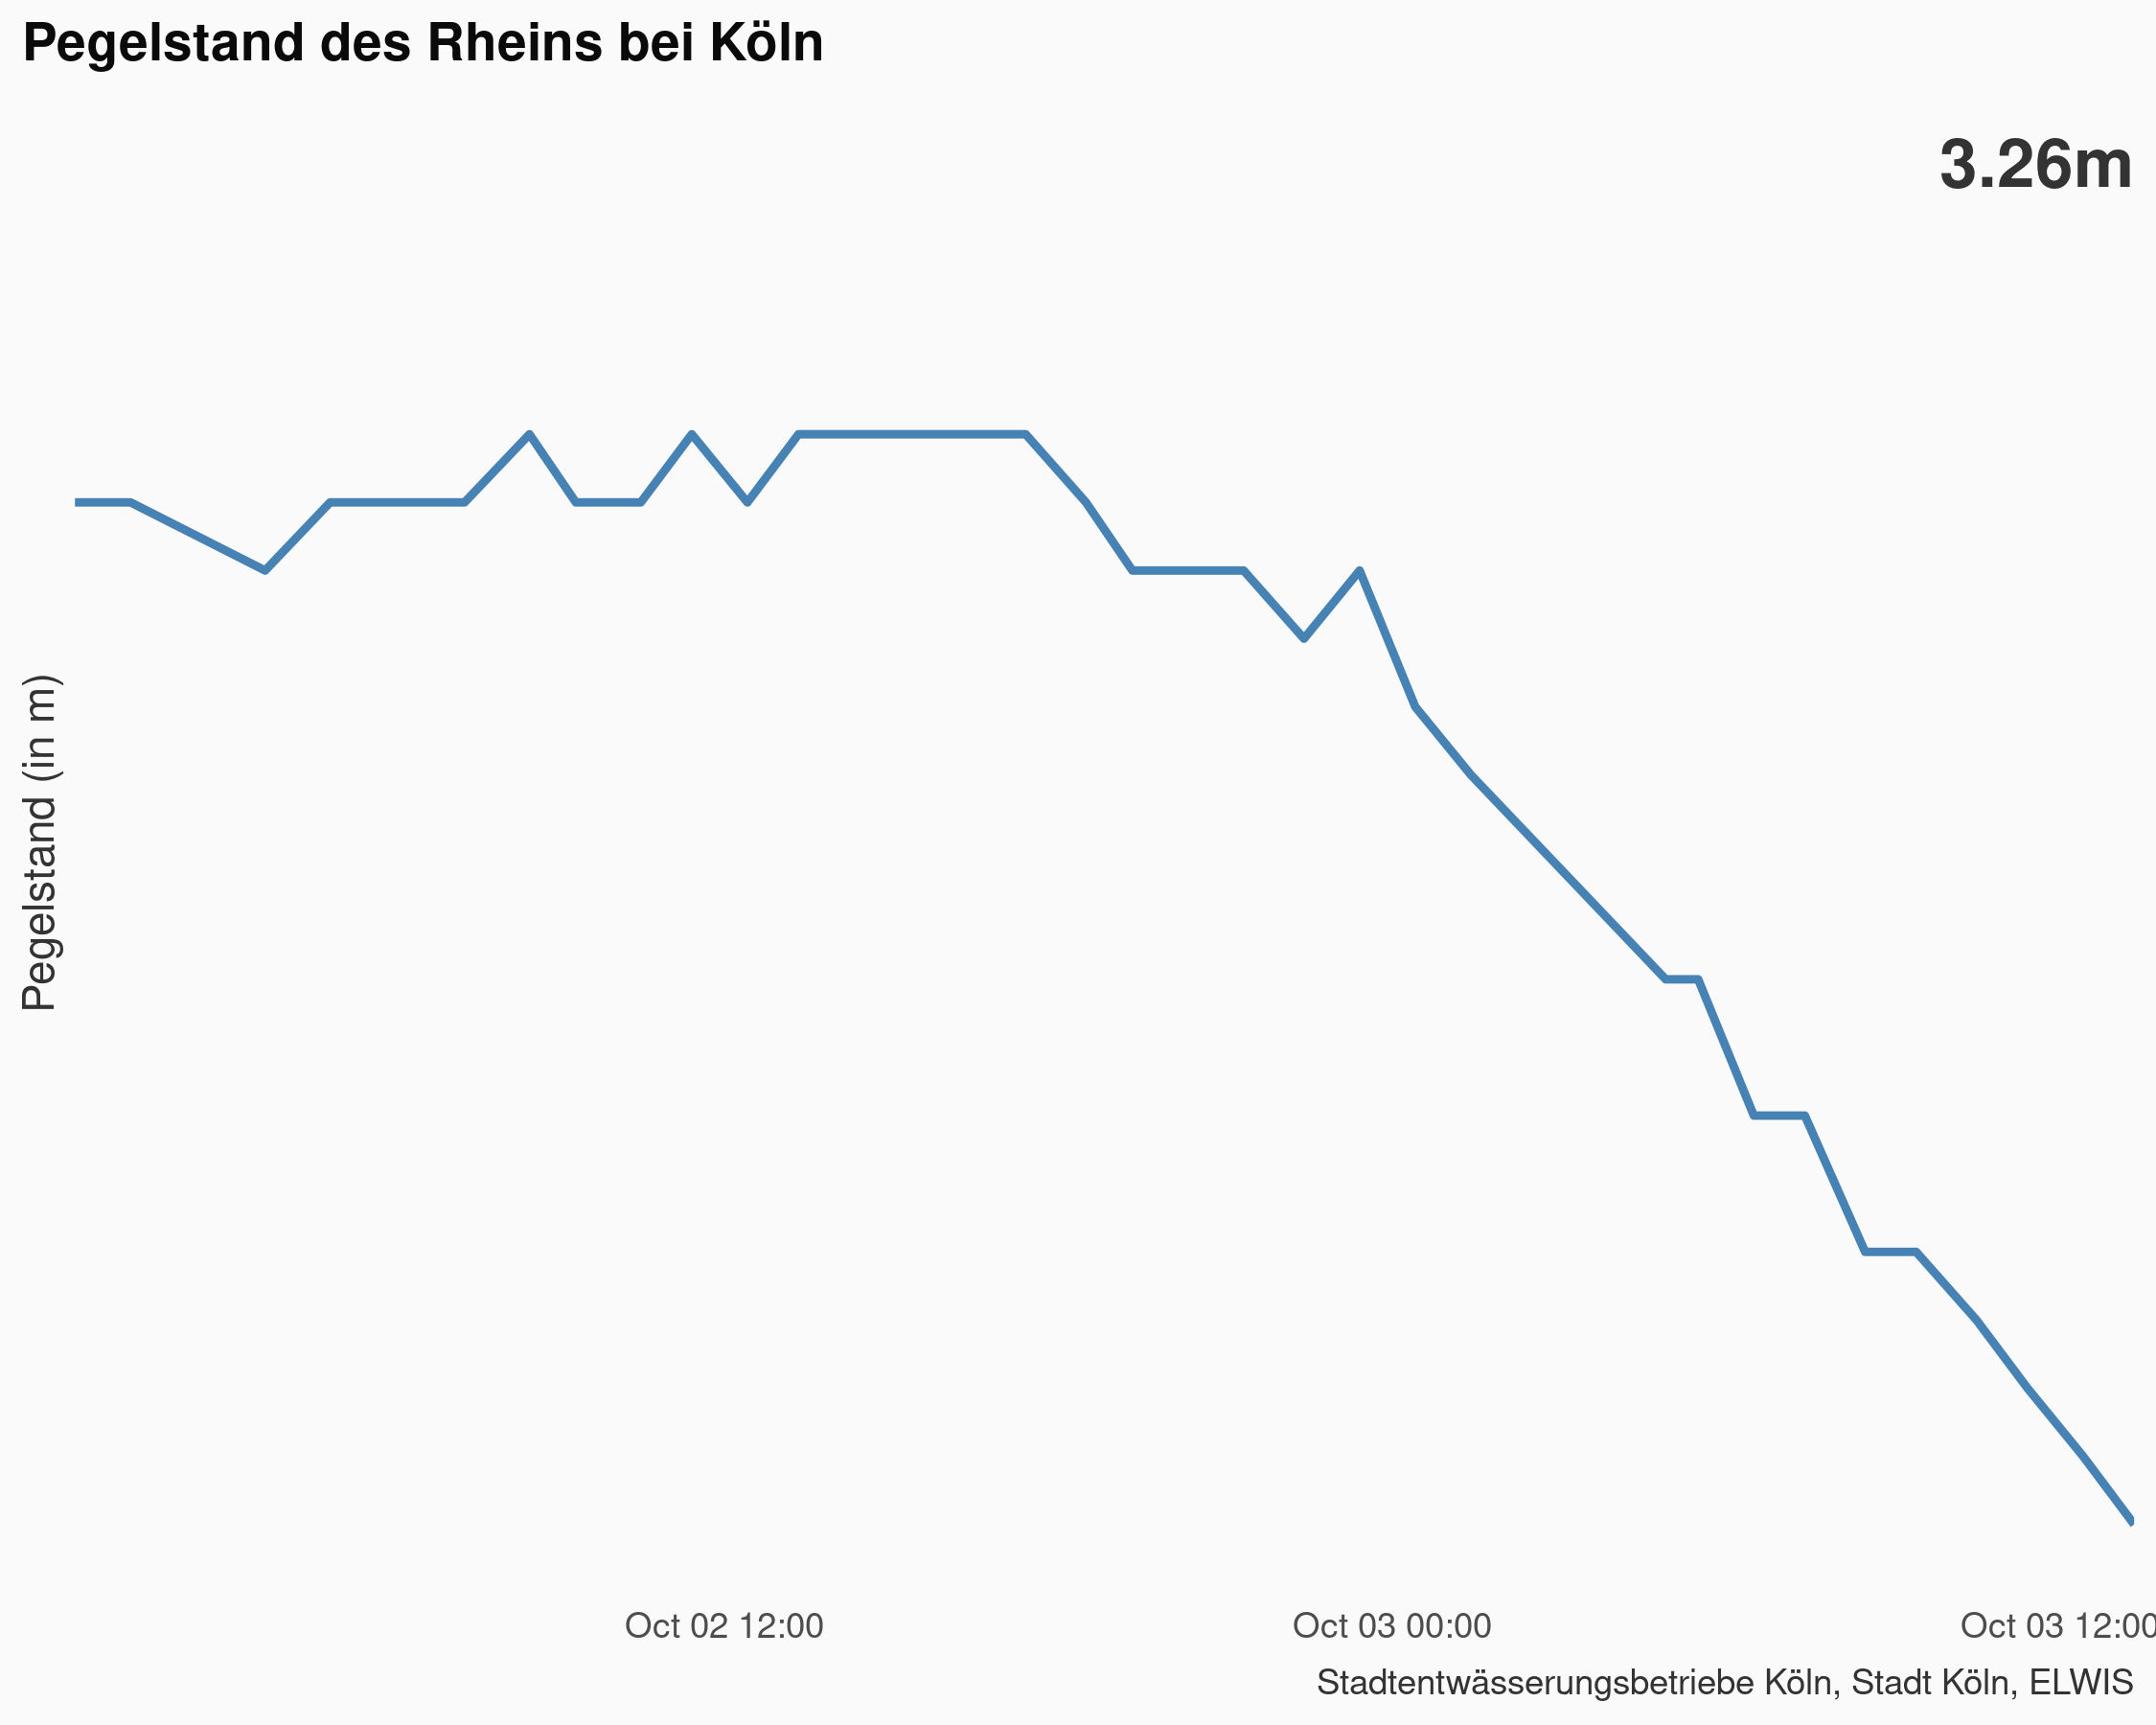 Pegelstand des Rheins bei Köln
3.26m
Pegelstand (in m)
Oct 02 12:00
Oct 03 00:00
Oct 03 12:00
Stadtentwässerungsbetriebe Köln, Stadt Köln, ELWIS